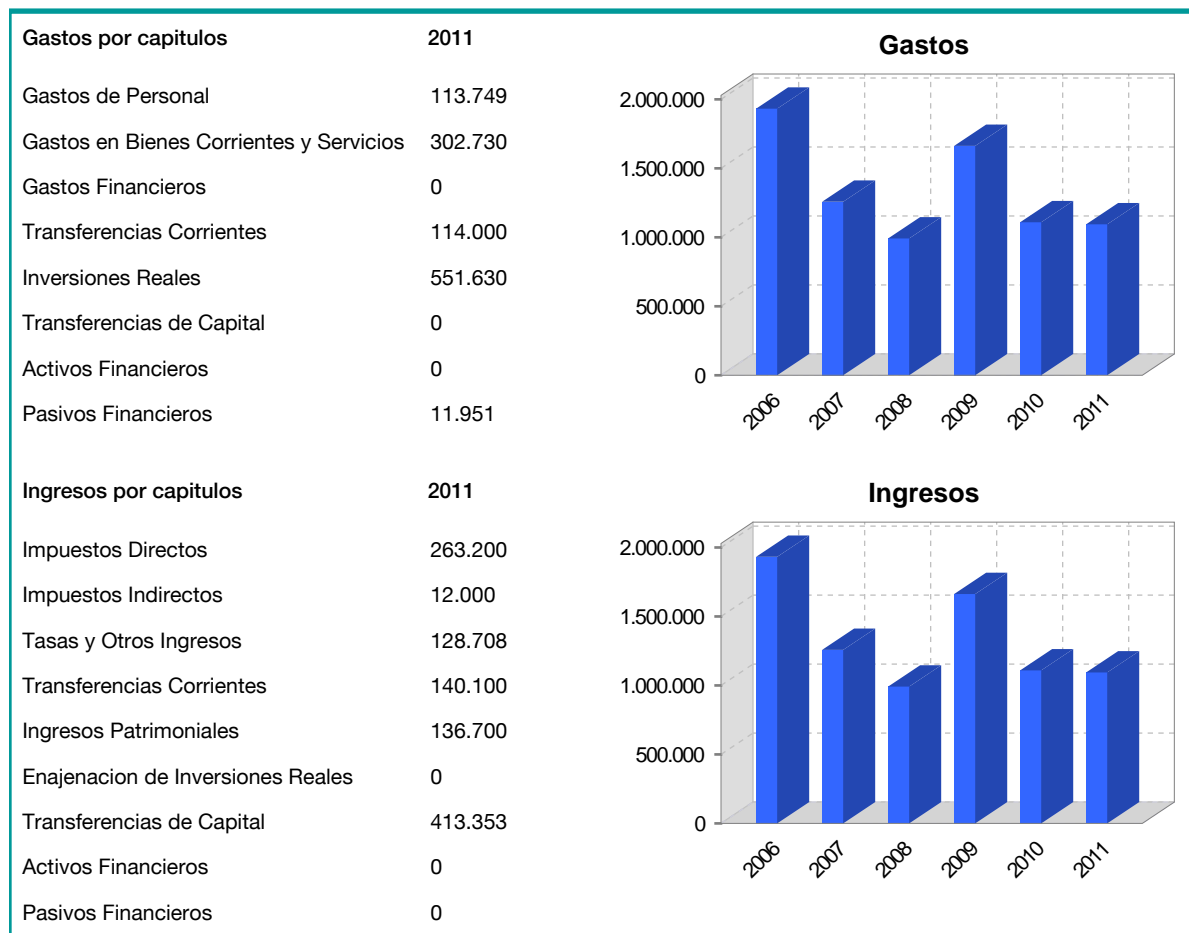 Gastos por capitulos 2011
Gastos de Personal 113.749
Gastos en Bienes Corrientes y Servicios 302.730
Gastos Financieros 0
Transferencias Corrientes 114.000
Inversiones Reales 551.630
Transferencias de Capital 0
Activos Financieros 0
Pasivos Financieros 11.951
Gastos
2.000.000
1.500.000
1.000.000
500.000
0
2006 2007 2008 2009 2010 2011
Ingresos por capitulos 2011
Impuestos Directos 263.200
Impuestos Indirectos 12.000
Tasas y Otros Ingresos 128.708
Transferencias Corrientes 140.100
Ingresos Patrimoniales 136.700
Enajenacion de Inversiones Reales 0
Transferencias de Capital 413.353
Activos Financieros 0
Pasivos Financieros 0
Ingresos
2.000.000
1.500.000
1.000.000
500.000
0
2006 2007 2008 2009 2010 2011